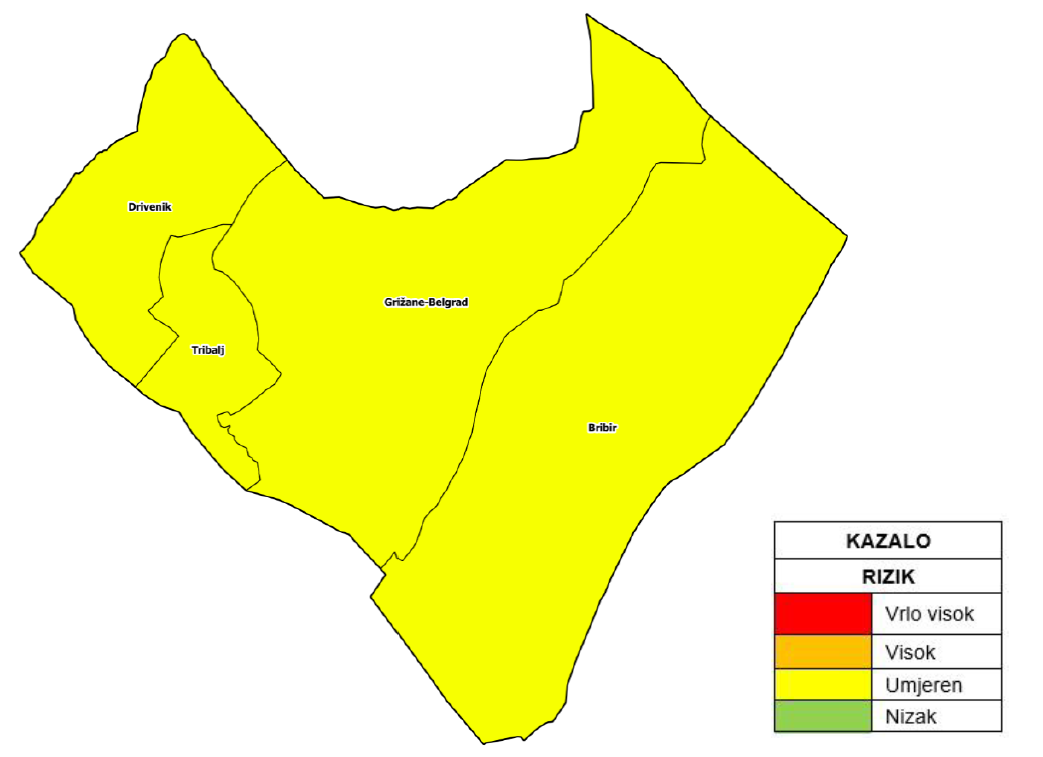 Drivenik
Grižane-Belgrad
Tribalj
Bribir
KAZALO
RIZIK
Vrlo visok
Visok
Umjeren
Nizak